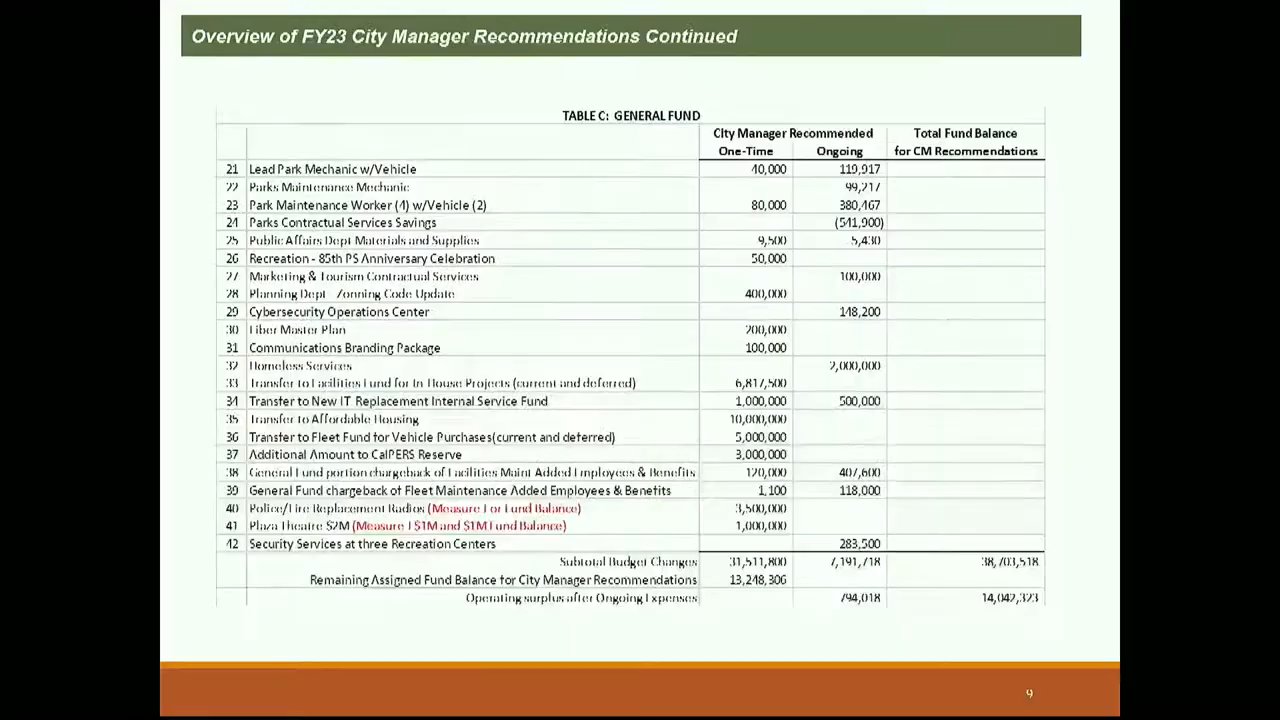 Overview of FY23 City Manager Recommendations Continued
TABLE C: GENERAL FUND
City Manager Recommended Total Fund Balance
One-Time Ongoing for CM Recommendations
21 Lead Park Mechanic w/Vehicle 40,000 119,917
22 Parks Maintenance Mechanic 99,217
23 Park Maintenance Worker (4) w/Vehicle (2) 80,000 380,467
24 Parks Contractual Services Savings (541,900)
25 Public Affairs Dept Materials and Supplies 9,500 5,430
26 Recreation - 85th PS Anniversary Celebration 50,000
27 Marketing & Tourism Contractual Services 100,000
28 Planning Dept - Zonning Code Update 400,000
29 Cybersecurity Operations Center 148,200
30 Fiber Master Plan 200,000
31 Communications Branding Package 100,000
32 Homeless Services 2,000,000
33 Transfer to Facilities Fund for In-House Projects (current and deferred) 6,817,500
34 Transfer to New IT Replacement Internal Service Fund 1,000,000 500,000
35 Transfer to Affordable Housing 10,000,000
36 Transfer to Fleet Fund for Vehicle Purchases(current and deferred) 5,000,000
37 Additional Amount to CalPERS Reserve 3,000,000
38 General Fund portion chargeback of Facilities Maint Added Employees & Benefits 120,000 407,600
39 General Fund chargeback of Fleet Maintenance Added Employees & Benefits 1,100 118,000
40 Police/Fire Replacement Radios (Measure J or Fund Balance) 3,500,000
41 Plaza Theatre $2M (Measure J $1M and $1M Fund Balance) 1,000,000
42 Security Services at three Recreation Centers 283,500
Subtotal Budget Changes 31,511,800 7,191,718 38,703,518
Remaining Assigned Fund Balance for City Manager Recommendations 13,248,306
Operating surplus after Ongoing Expenses 794,018 14,042,323
9